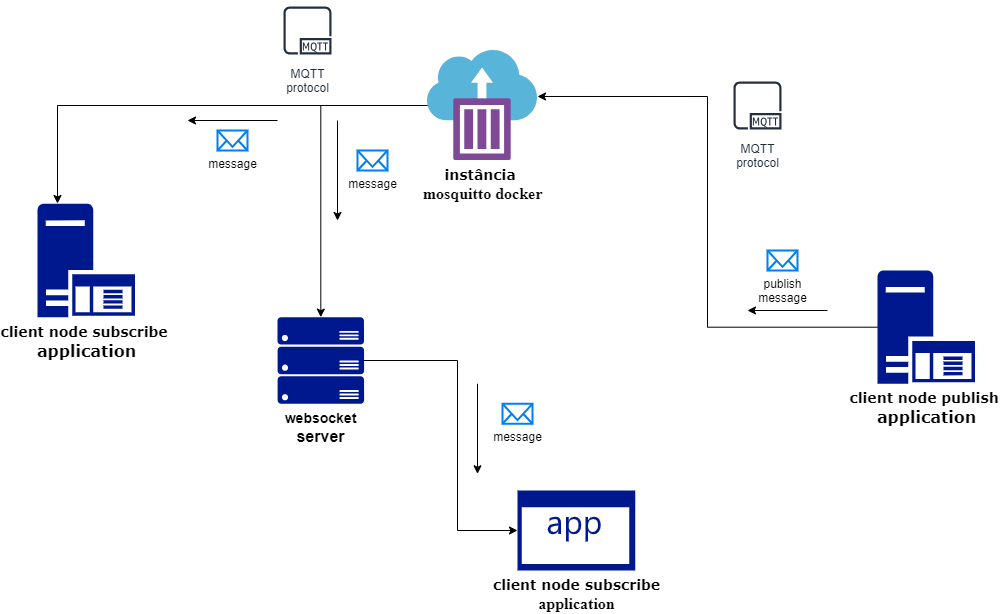 MQTT
MQTT
protocol
message
message
instância
mosquitto docker
MQTT
MQTT
protocol
client node subscribe
application
publish
message
websocket
server
client node publish
application
message
app
client node subscribe
application